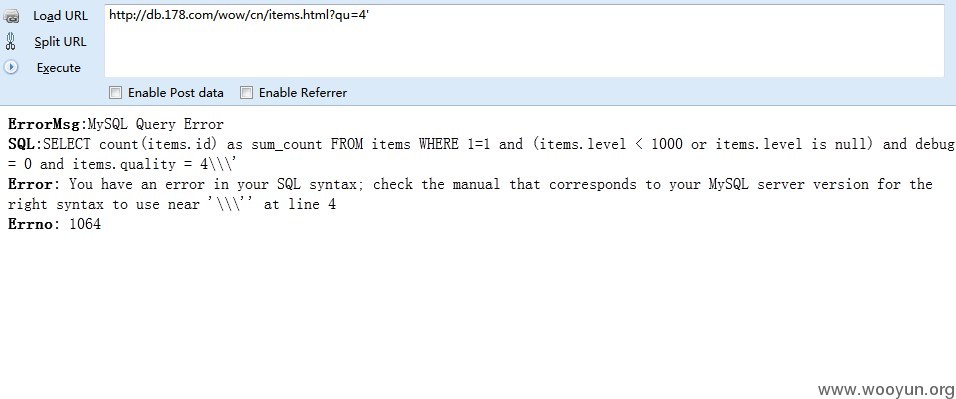 Load URL
http://db.178.com/wow/cn/items.html?qu=4'
Split URL
Execute
Enable Post data Enable Referrer
ErrorMsg:MySQL Query Error
SQL:SELECT count(items.id) as sum_count FROM items WHERE 1=1 and (items.level < 1000 or items.level is null) and debug
= 0 and items.quality = 4\\\'
Error: You have an error in your SQL syntax; check the manual that corresponds to your MySQL server version for the
right syntax to use near '\\\'' at line 4
Errno: 1064
www.wooyun.org